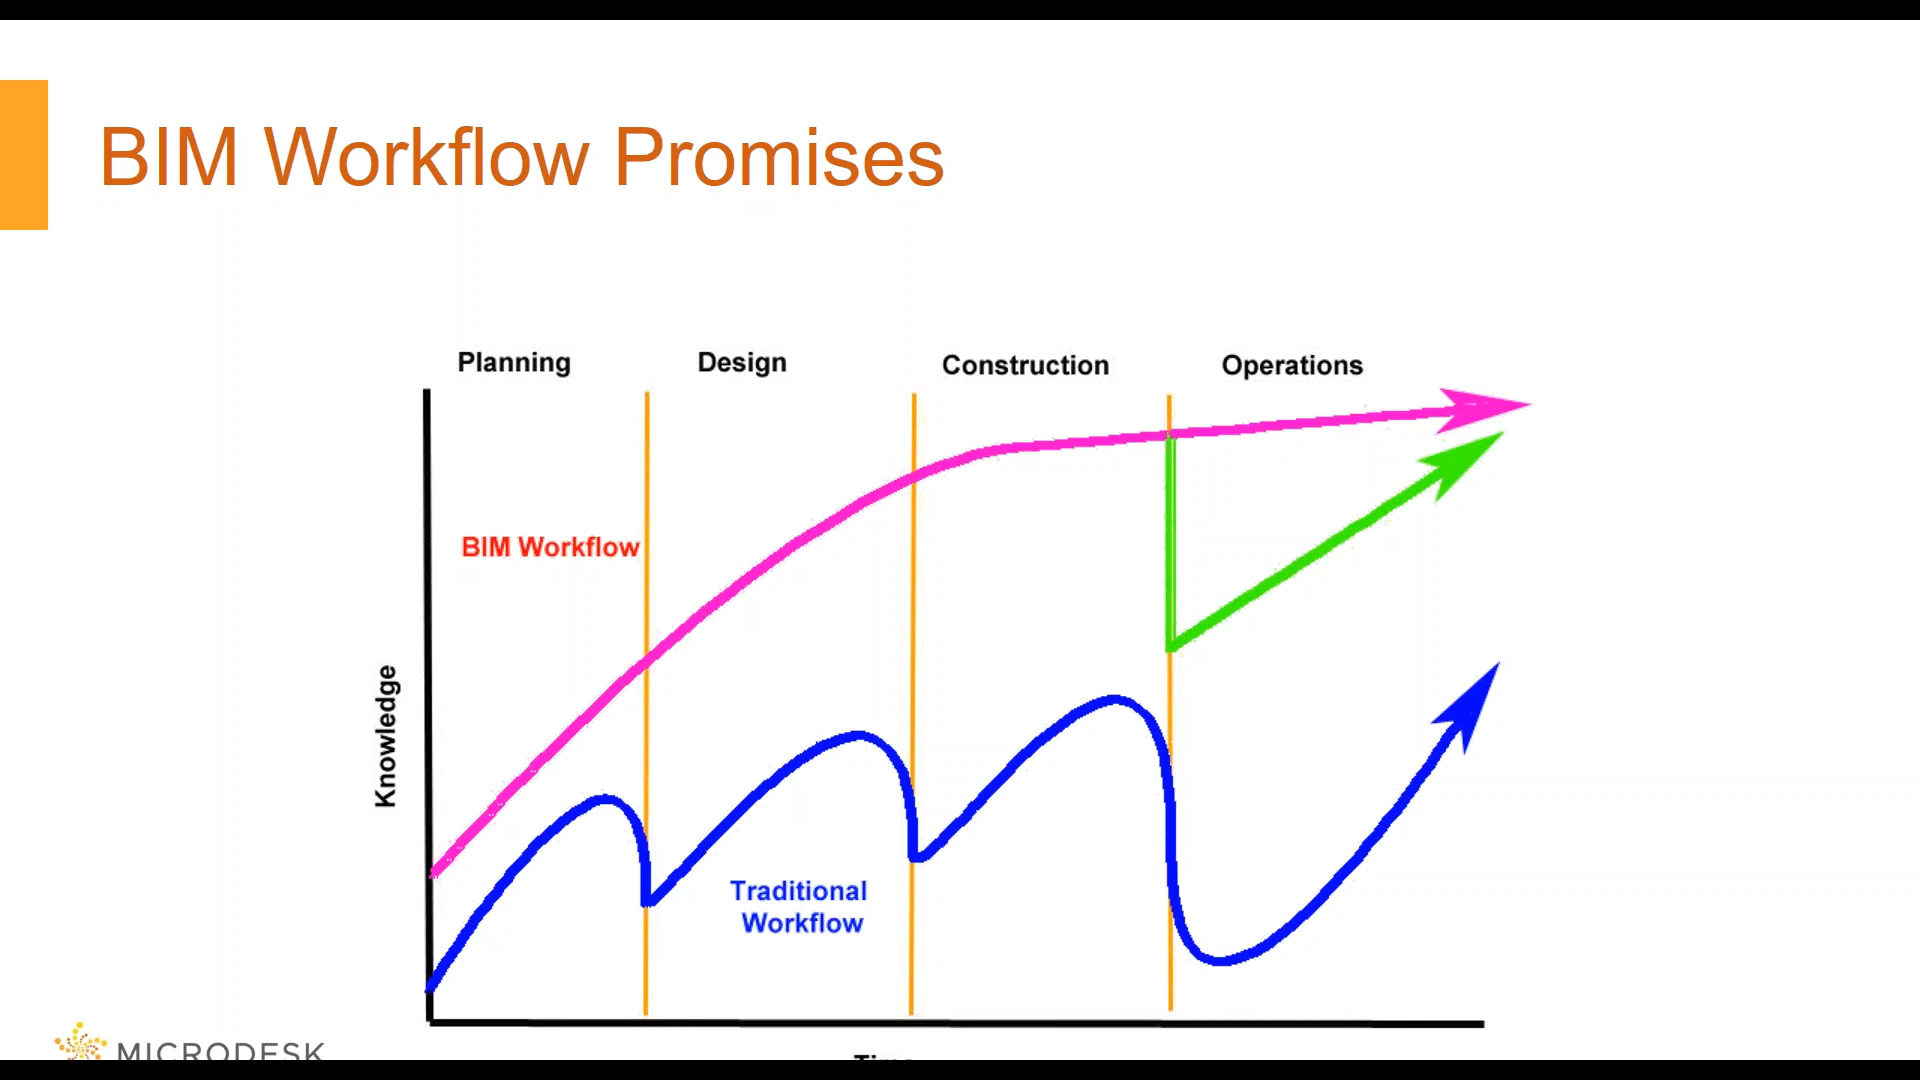 BIM Workflow Promises
Planning
Design
Construction
Operations
BIM Workflow
Knowledge
Traditional
Workflow
MICRODESK